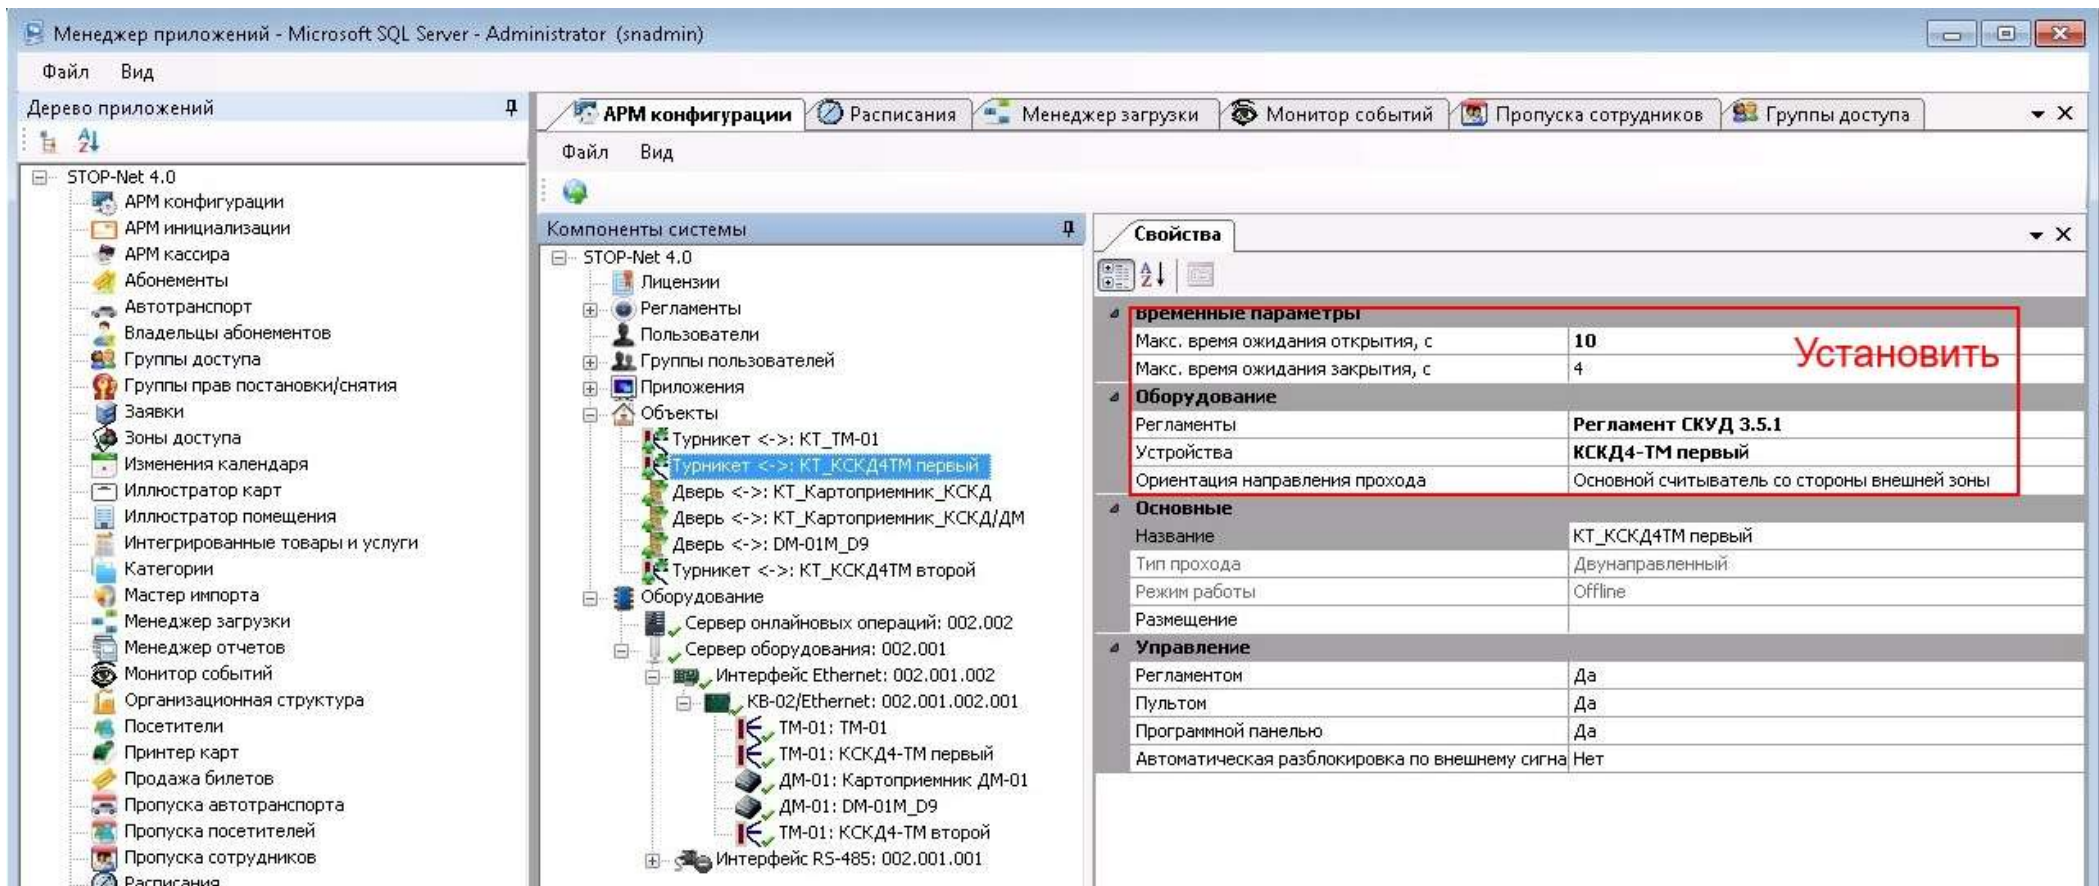 Менеджер приложений - Microsoft SQL Server - Administrator (snadmin)
Файл Вид
Дерево приложений
STOP-Net 4.0
АРМ конфигурации
АРМ инициализации
АРМ кассира
Абонементы
Автотранспорт
Владельцы абонементов
Группы доступа
Группы прав постановки/снятия
Заявки
Зоны доступа
Изменения календаря
Иллюстратор карт
Иллюстратор помещения
Интегрированные товары и услуги
Категории
Мастер импорта
Менеджер загрузки
Менеджер отчетов
Монитор событий
Организационная структура
Посетители
Принтер карт
Продажа билетов
Пропуска автотранспорта
Пропуска посетителей
Пропуска сотрудников
Расписания
АРМ конфигурации Расписания Менеджер загрузки Монитор событий Пропуска сотрудников Группы доступа
Файл Вид
Компоненты системы
STOP-Net 4.0
Лицензии
Регламенты
Пользователи
Группы пользователей
Приложения
Объекты
Турникет <->: КТ_ТМ-01
Турникет <->: КТ_КСКД4ТМ первый
Дверь <->: КТ_Картоприемник_КСКД
Дверь <->: КТ_Картоприемник_КСКД/ДМ
Дверь <->: DM-01M_D9
Турникет <->: КТ_КСКД4ТМ второй
Оборудование
Сервер онлайновых операций: 002.002
Сервер оборудования: 002.001
Интерфейс Ethernet: 002.001.002
КВ-02/Ethernet: 002.001.002.001
ТМ-01: ТМ-01
ТМ-01: КСКД4-ТМ первый
ДМ-01: Картоприемник ДМ-01
ДМ-01: DM-01M_D9
ТМ-01: КСКД4-ТМ второй
Интерфейс RS-485: 002.001.001
Свойства
Временные параметры
Макс. время ожидания открытия, с 10
Установить
Макс. время ожидания закрытия, с 4
Оборудование
Регламенты Регламент СКУД 3.5.1
Устройства КСКД4-ТМ первый
Ориентация направления прохода Основной считыватель со стороны внешней зоны
Основные
Название КТ_КСКД4ТМ первый
Тип прохода Двунаправленный
Режим работы Offline
Размещение
Управление
Регламентом Да
Пультом Да
Программной панелью Да
Автоматическая разблокировка по внешнему сигна Нет